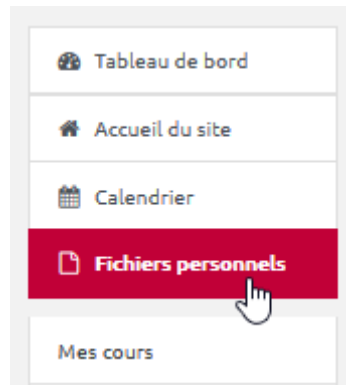 Tableau de bord
Accueil du site
Calendrier
Fichiers personnels
Mes cours